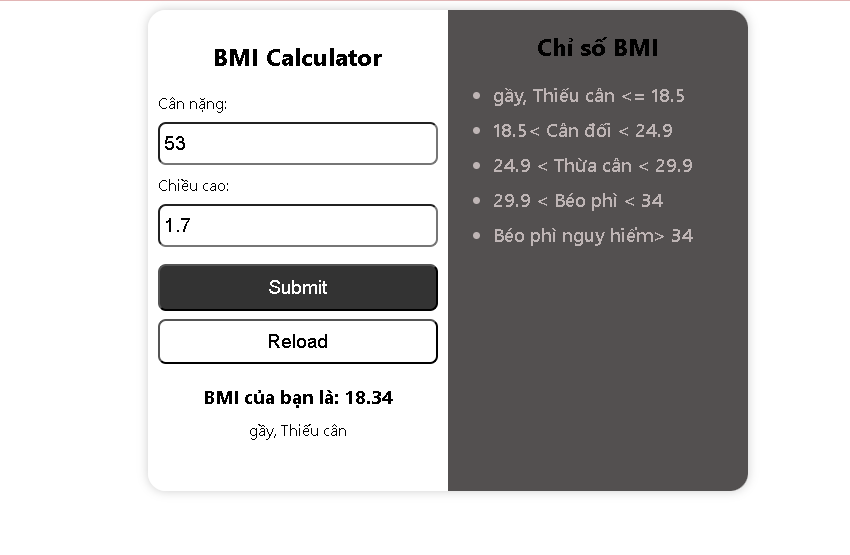 BMI Calculator
Cân nặng:
53
Chiều cao:
1.7
Submit
Reload
BMI của bạn là: 18.34
gầy, Thiếu cân
Chỉ số BMI
gầy, Thiếu cân <= 18.5
18.5< Cân đối < 24.9
24.9 < Thừa cân < 29.9
29.9 < Béo phì < 34
Béo phì nguy hiểm> 34